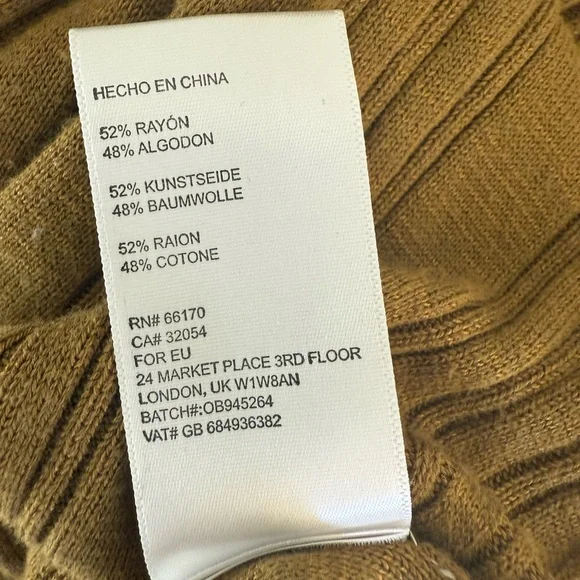 HECHO EN CHINA
52% RAYÓN
48% ALGODON
52% KUNSTSEIDE
48% BAUMWOLLE
52% RAION
48% COTONE
RN# 66170
CA# 32054
FOR EU
24 MARKET PLACE 3RD FLOOR
LONDON, UK W1W8AN
BATCH#:OB945264
VAT# GB 684936382